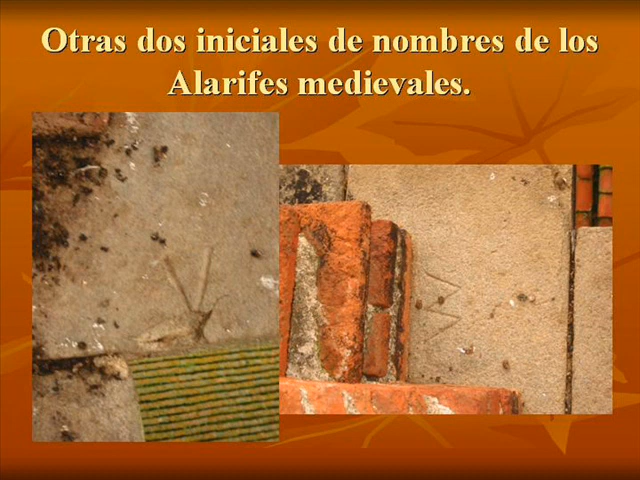 Otras dos iniciales de nombres de los
Alarifes medievales.